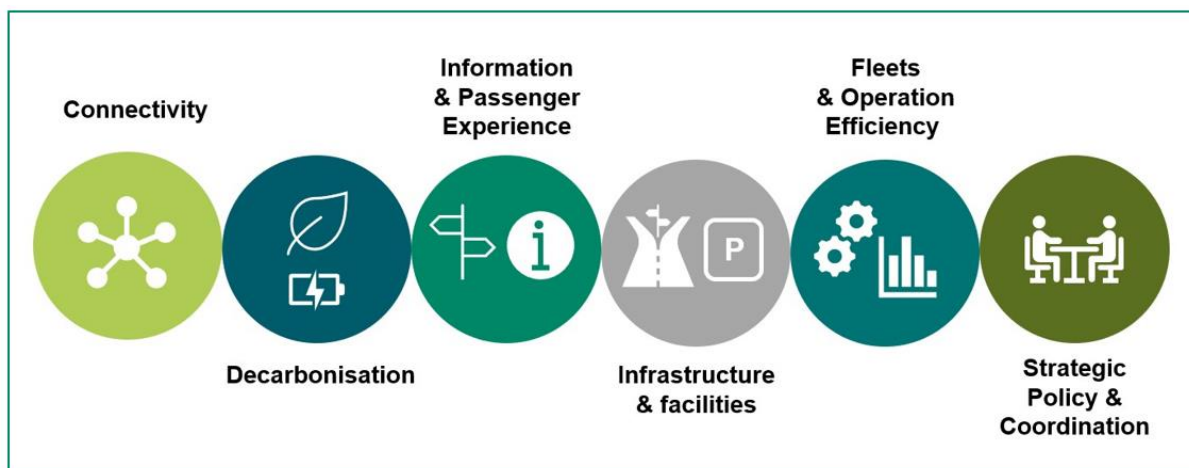 Connectivity
Decarbonisation
Information
& Passenger
Experience
i
P
Infrastructure
& facilities
Fleets
& Operation
Efficiency
Strategic
Policy &
Coordination